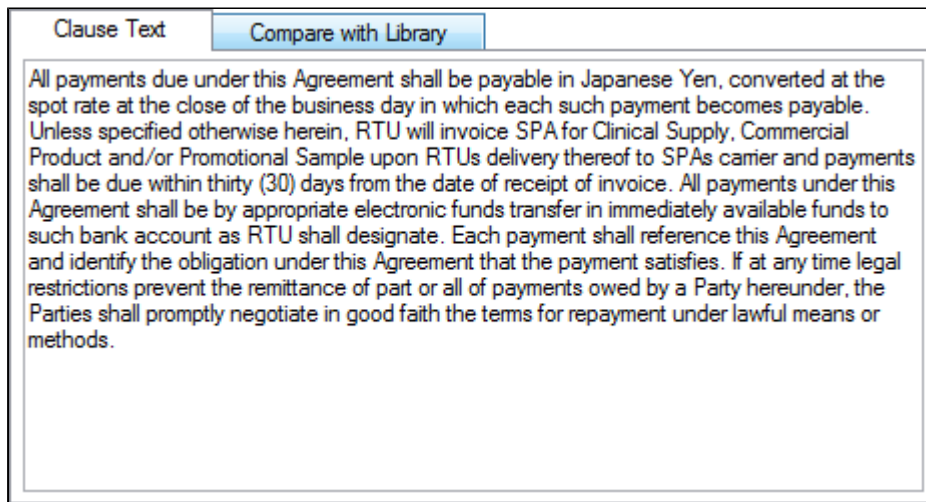 Clause Text
Compare with Library
All payments due under this Agreement shall be payable in Japanese Yen, converted at the
spot rate at the close of the business day in which each such payment becomes payable.
Unless specified otherwise herein, RTU will invoice SPA for Clinical Supply, Commercial
Product and/or Promotional Sample upon RTUs delivery thereof to SPAs carrier and payments
shall be due within thirty (30) days from the date of receipt of invoice. All payments under this
Agreement shall be by appropriate electronic funds transfer in immediately available funds to
such bank account as RTU shall designate. Each payment shall reference this Agreement
and identify the obligation under this Agreement that the payment satisfies. If at any time legal
restrictions prevent the remittance of part or all of payments owed by a Party hereunder, the
Parties shall promptly negotiate in good faith the terms for repayment under lawful means or
methods.